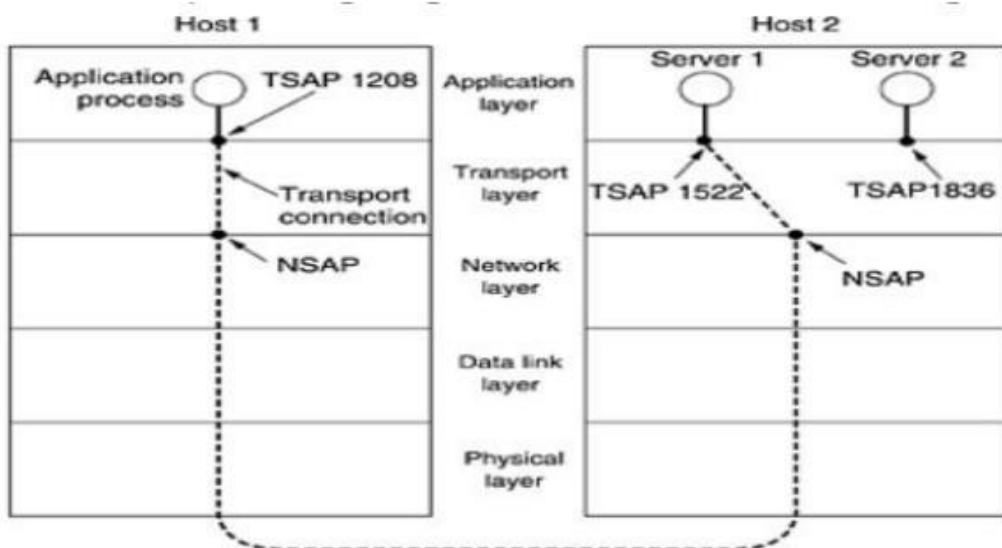 Host 1
Host 2
Application
process
TSAP 1208
Application
layer
Server 1
Server 2
Transport
connection
Transport
layer
TSAP 1522
TSAP1836
NSAP
Network
layer
NSAP
Data link
layer
Physical
layer